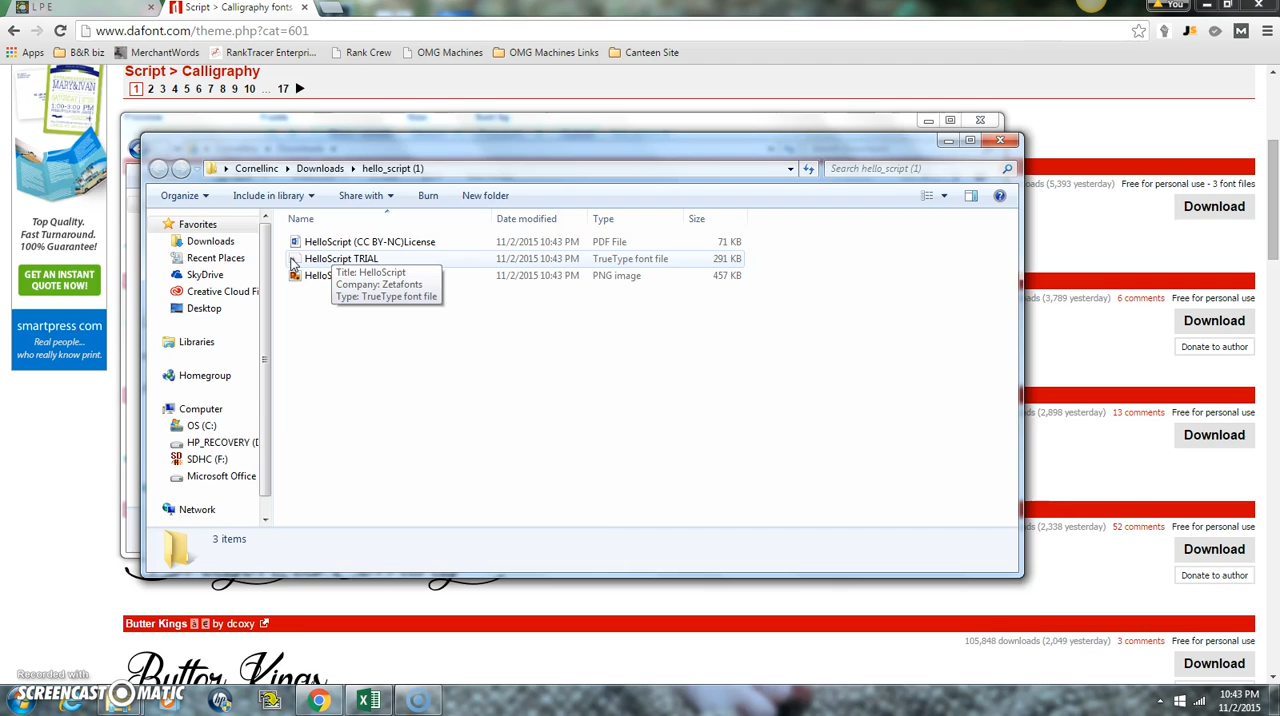 L P E
Script > Calligraphy fonts
You
www.dafont.com/theme.php?cat=601
Apps
B&R biz
MerchantWords
RankTracer Enterpri...
Rank Crew
OMG Machines
OMG Machines Links
Canteen Site
Script > Calligraphy
1 2 3 4 5 6 7 8 9 10 ... 17
MARY&IVAN
Top Quality.
Fast Turnaround.
100% Guarantee!
GET AN INSTANT
QUOTE NOW!
smartpress.com
Real people...
who really know print.
Cornellinc
Downloads
hello_script (1)
Search hello_script (1)
Organize
Include in library
Share with
Burn
New folder
Name
Date modified
Type
Size
HelloScript (CC BY-NC)License
11/2/2015 10:43 PM
PDF File
71 KB
HelloScript TRIAL
11/2/2015 10:43 PM
TrueType font file
291 KB
HelloS
11/2/2015 10:43 PM
PNG image
457 KB
Title: HelloScript
Company: Zetafonts
Type: TrueType font file
Favorites
Downloads
Recent Places
SkyDrive
Creative Cloud Fi
Desktop
Libraries
Homegroup
Computer
OS (C:)
HP_RECOVERY (D
SDHC (F:)
Microsoft Office
Network
3 items
(5,393 yesterday) Free for personal use - 3 font files
Download
(3,789 yesterday) 6 comments Free for personal use
Download
Donate to author
(2,898 yesterday) 13 comments Free for personal use
Download
(2,338 yesterday) 52 comments Free for personal use
Download
Donate to author
Butter Kings
by dcoxy
105,848 downloads (2,049 yesterday) 3 comments Free for personal use
Butter Kings
Download
Recorded with
SCREENCAST-O-MATIC
10:43 PM
11/2/2015